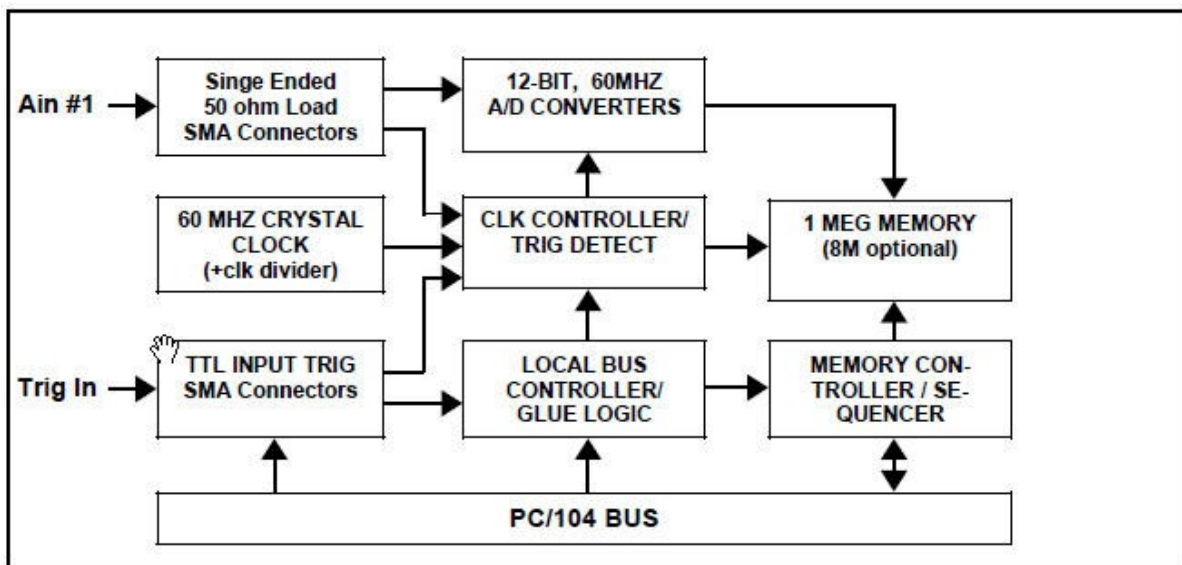 Ain #1
Singe Ended
50 ohm Load
SMA Connectors
12-BIT, 60MHZ
A/D CONVERTERS
60 MHZ CRYSTAL
CLOCK
(+clk divider)
CLK CONTROLLER/
TRIG DETECT
1 MEG MEMORY
(8M optional)
Trig In
TTL INPUT TRIG
SMA Connectors
LOCAL BUS
CONTROLLER/
GLUE LOGIC
MEMORY CON-
TROLLER / SE-
QUENCER
PC/104 BUS